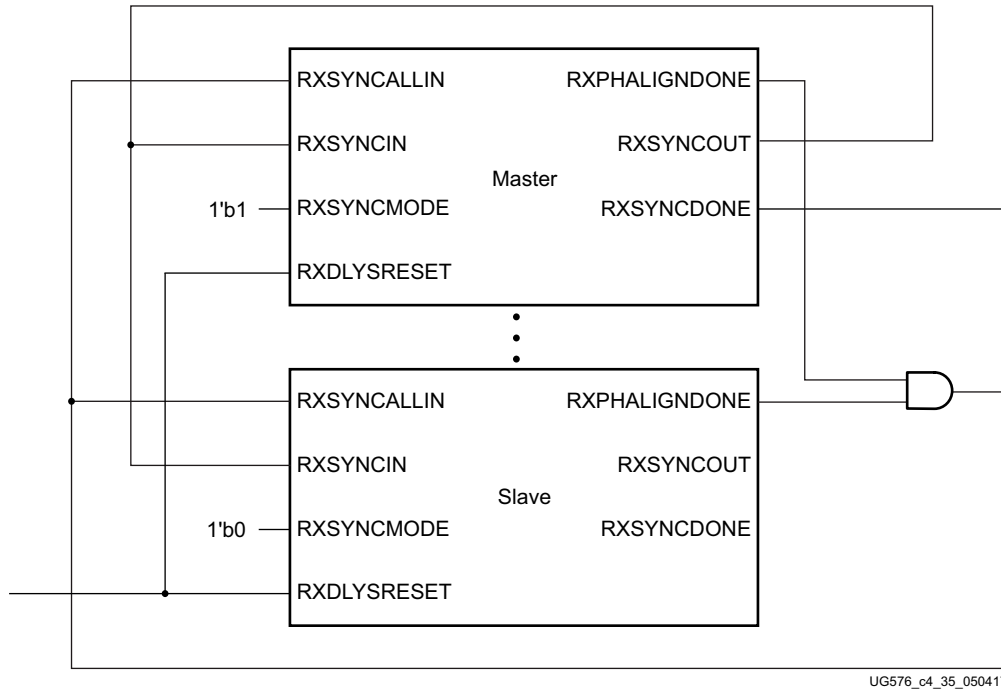 RXSYNCALLIN RXPHALIGNDONE
RXSYNCIN RXSYNCOUT
Master
1'b1 RXSYNCMODE RXSYNCDONE
RXDLYSRESET
RXSYNCALLIN RXPHALIGNDONE
RXSYNCIN RXSYNCOUT
Slave
1'b0 RXSYNCMODE RXSYNCDONE
RXDLYSRESET
UG576_c4_35_05041